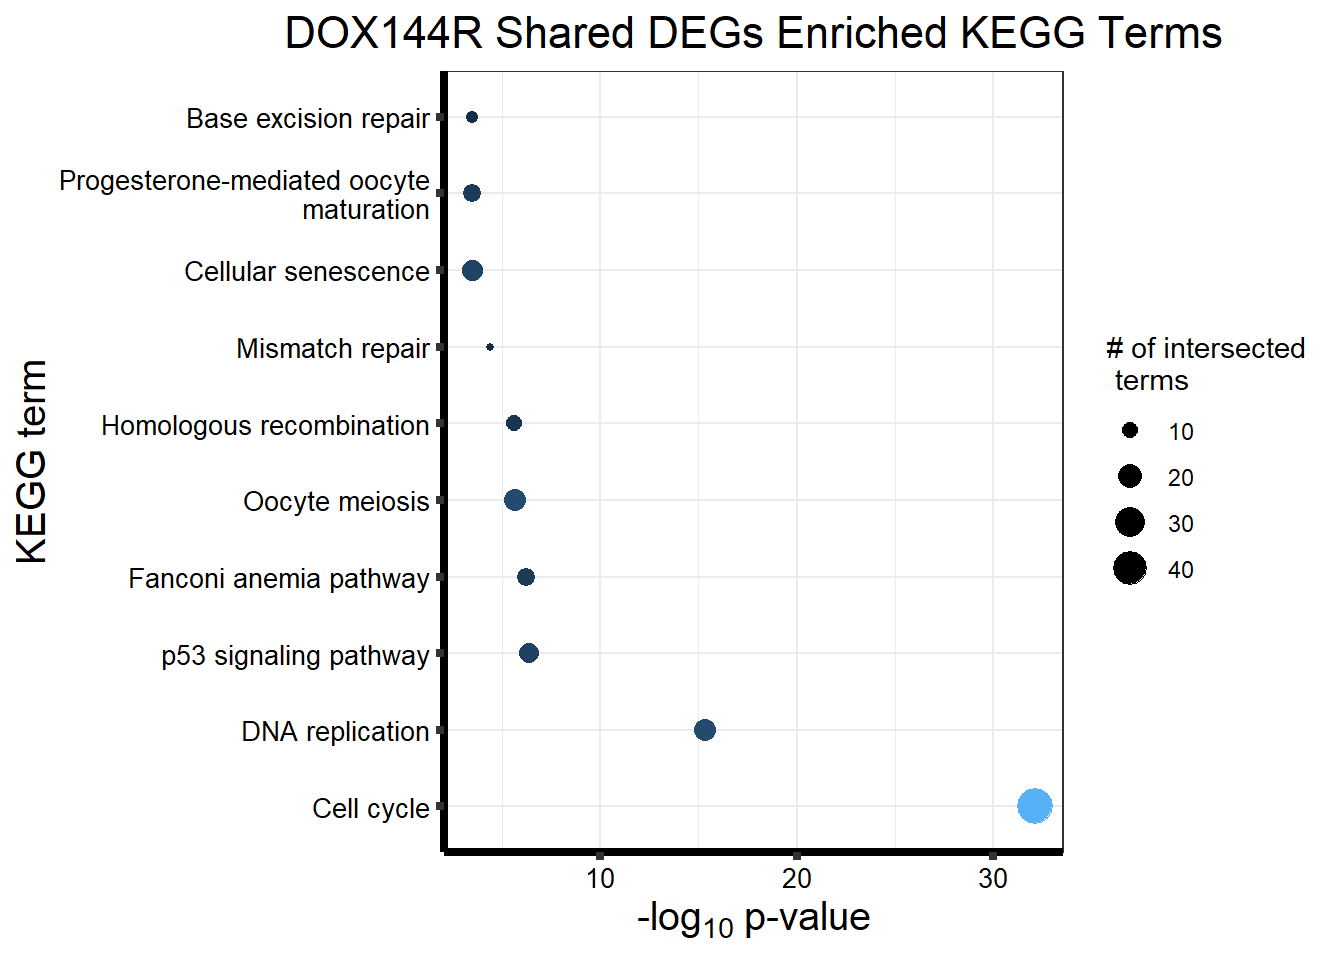 DOX144R Shared DEGs Enriched KEGG Terms
KEGG term
Base excision repair
Progesterone-mediated oocyte
maturation
Cellular senescence
Mismatch repair
Homologous recombination
Oocyte meiosis
Fanconi anemia pathway
p53 signaling pathway
DNA replication
Cell cycle
10 20 30
-log10 p-value
# of intersected
terms
10
20
30
40